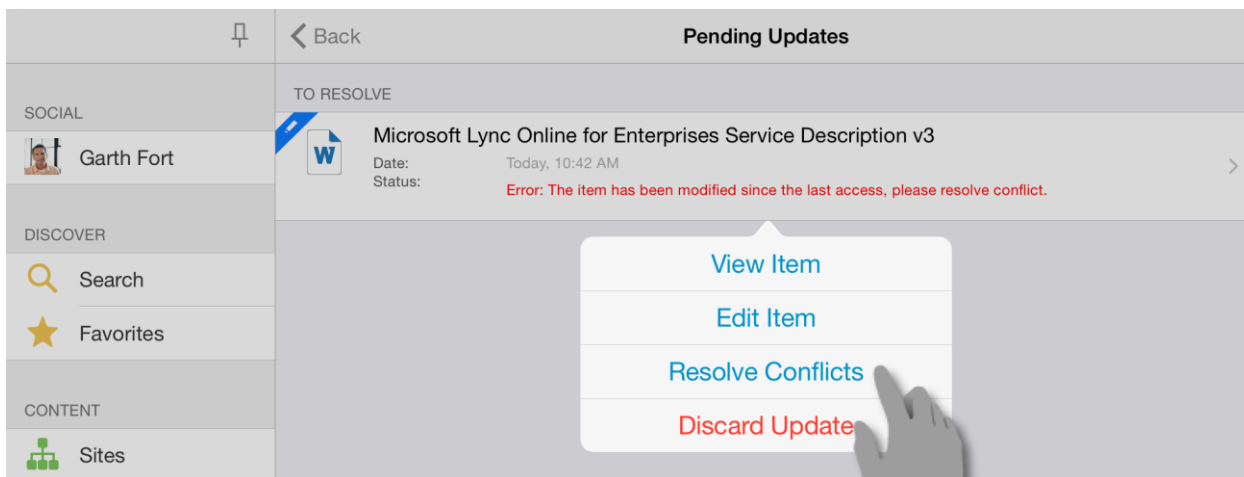 Back
Pending Updates
SOCIAL
Garth Fort
DISCOVER
Search
Favorites
CONTENT
Sites
TO RESOLVE
W
Microsoft Lync Online for Enterprises Service Description v3
Date: Today, 10:42 AM
Status: Error: The item has been modified since the last access, please resolve conflict.
View Item
Edit Item
Resolve Conflicts
Discard Update